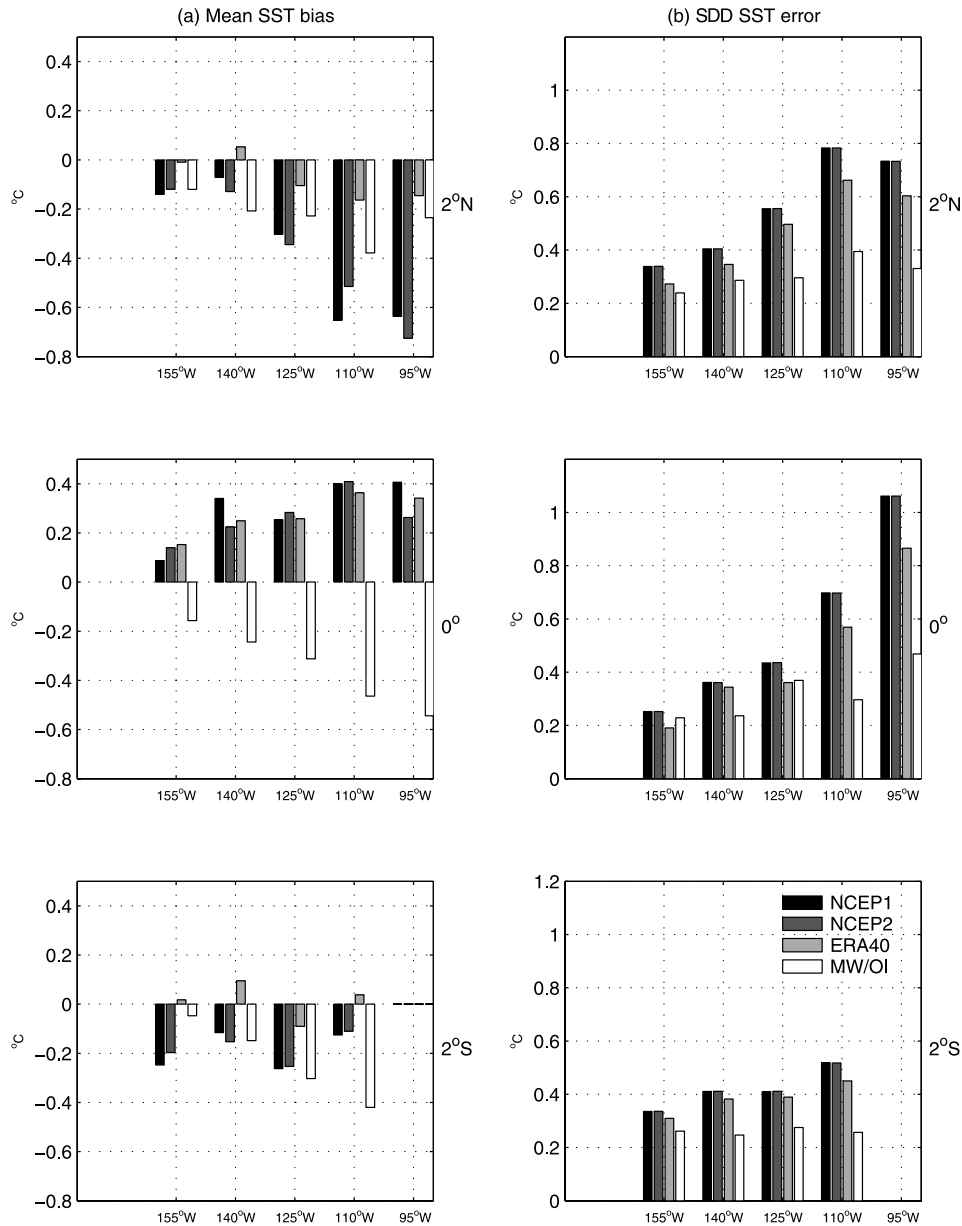 (a) Mean SST bias
(b) SDD SST error
0.4
0.2
0
−0.2
−0.4
−0.6
−0.8
°C
155°W 140°W 125°W 110°W 95°W
2°N
1
0.8
0.6
0.4
0.2
0
°C
155°W 140°W 125°W 110°W 95°W
2°N
0.4
0.2
0
−0.2
−0.4
−0.6
−0.8
°C
155°W 140°W 125°W 110°W 95°W
0°
1
0.8
0.6
0.4
0.2
0
°C
155°W 140°W 125°W 110°W 95°W
0°
0.4
0.2
0
−0.2
−0.4
−0.6
−0.8
°C
155°W 140°W 125°W 110°W 95°W
2°S
1.2
1
0.8
0.6
0.4
0.2
0
°C
NCEP1
NCEP2
ERA40
MW/OI
155°W 140°W 125°W 110°W 95°W
2°S